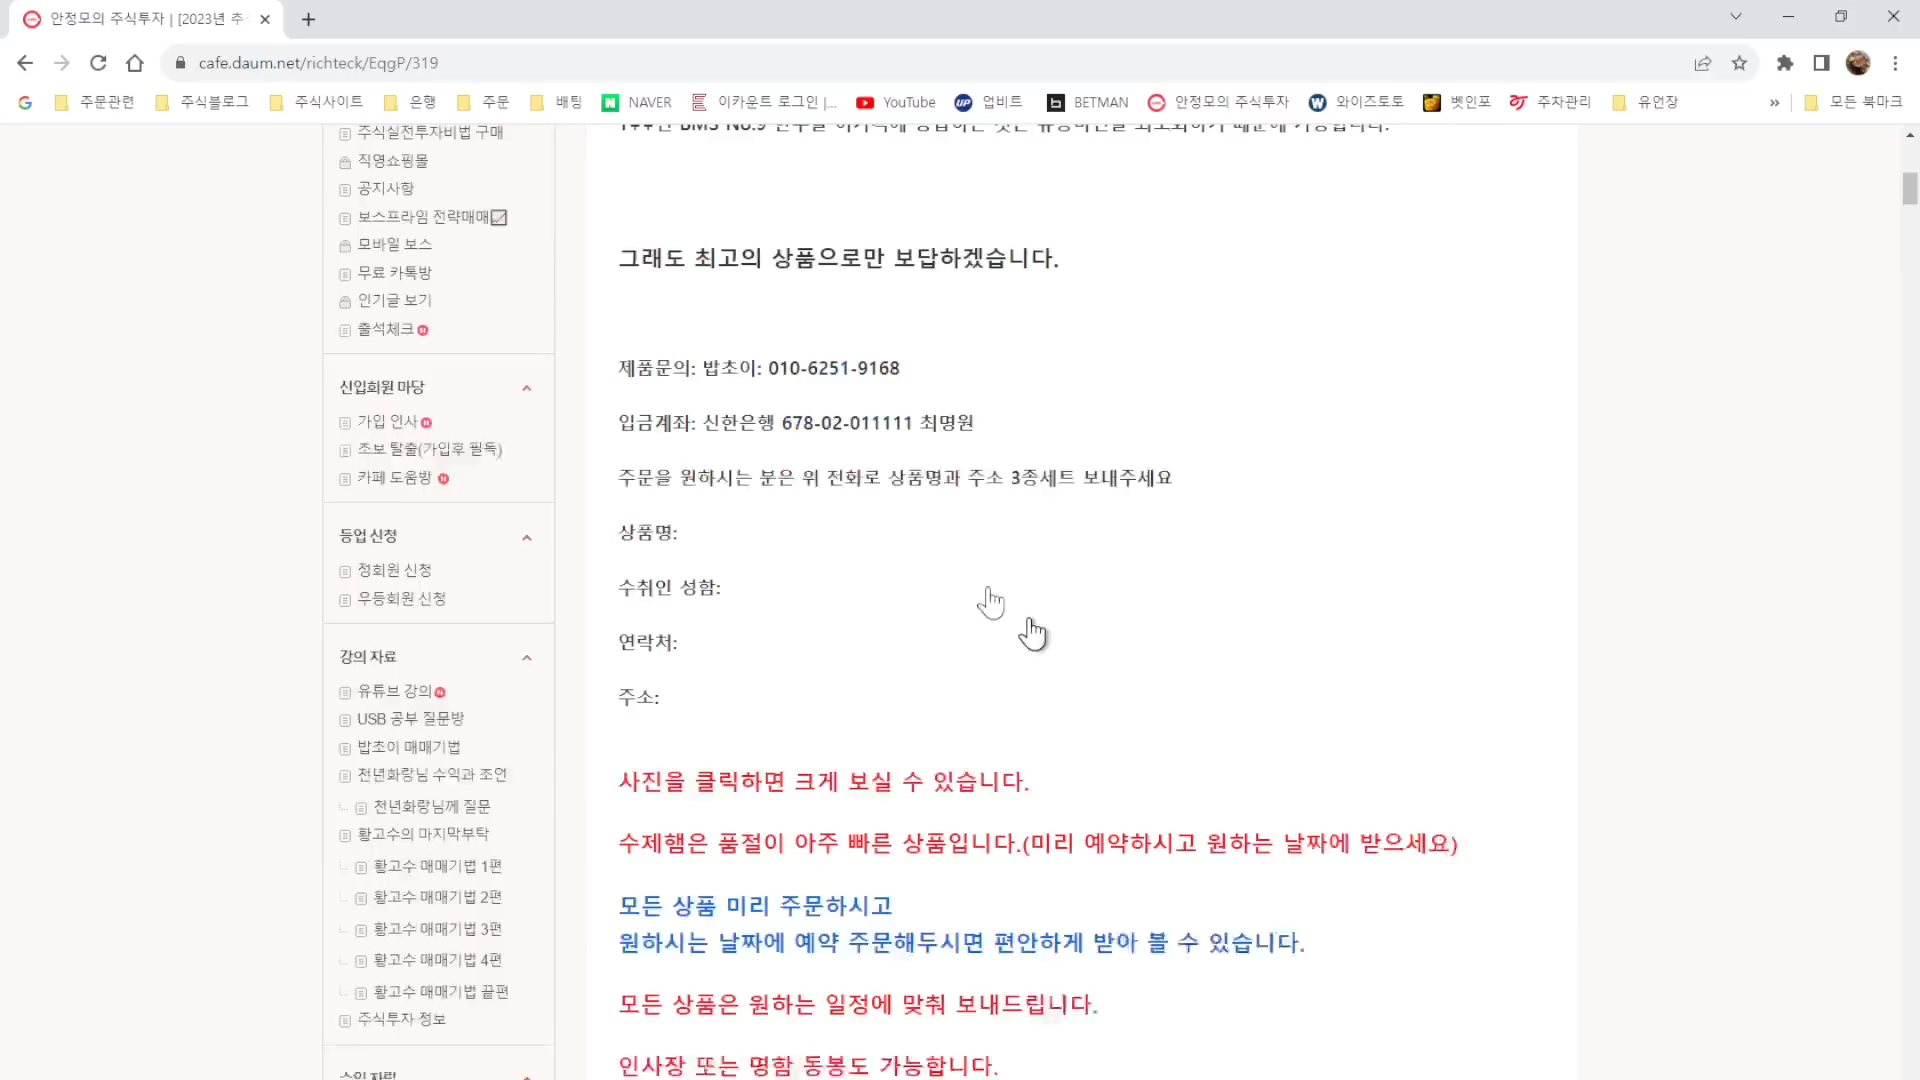 안정모의 주식투자 | [2023년 추
cafe.daum.net/richteck/EqgP/319
주문관련
주식블로그
주식사이트
은행
주문
배팅
NAVER
이카운트 로그인 |...
YouTube
업비트
BETMAN
안정모의 주식투자
와이즈토토
벳인포
주차관리
유언장
»
모든 북마크
주식실전투자비법 구매
직영쇼핑몰
공지사항
보스프라임 전략매매
모바일 보스
무료 카톡방
인기글 보기
출석체크
신입회원 마당
가입 인사
초보 탈출(가입후 필독)
카페 도움방
등업 신청
정회원 신청
우등회원 신청
강의 자료
유튜브 강의
USB 공부 질문방
밥초이 매매기법
천년화랑님 수익과 조언
천년화랑님께 질문
황고수의 마지막부탁
황고수 매매기법 1편
황고수 매매기법 2편
황고수 매매기법 3편
황고수 매매기법 4편
황고수 매매기법 끝편
주식투자 정보
그래도 최고의 상품으로만 보답하겠습니다.
제품문의: 밥초이: 010-6251-9168
입금계좌: 신한은행 678-02-011111 최명원
주문을 원하시는 분은 위 전화로 상품명과 주소 3종세트 보내주세요
상품명:
수취인 성함:
연락처:
주소:
사진을 클릭하면 크게 보실 수 있습니다.
수제햄은 품절이 아주 빠른 상품입니다.(미리 예약하시고 원하는 날짜에 받으세요)
모든 상품 미리 주문하시고
원하시는 날짜에 예약 주문해두시면 편안하게 받아 볼 수 있습니다.
모든 상품은 원하는 일정에 맞춰 보내드립니다.
인사장 또는 명함 동봉도 가능합니다.